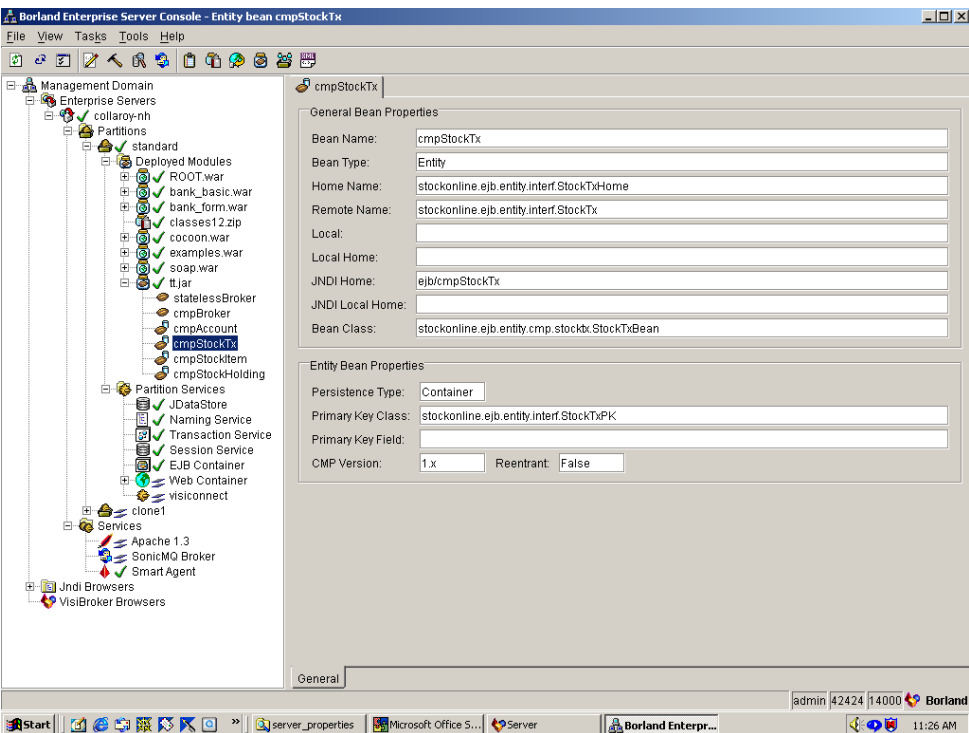 Borland Enterprise Server Console - Entity bean cmpStockTx
File View Tasks Tools Help
Management Domain
Enterprise Servers
collaroy-nh
Partitions
standard
Deployed Modules
ROOT.war
bank_basic.war
bank_form.war
classes12.zip
cocoon.war
examples.war
soap.war
tt.jar
statelessBroker
cmpBroker
cmpAccount
cmpStockTx
cmpStockItem
cmpStockHolding
Partition Services
JDataStore
Naming Service
Transaction Service
Session Service
EJB Container
Web Container
visiconnect
clone1
Services
Apache 1.3
SonicMQ Broker
Smart Agent
Jndi Browsers
VisiBroker Browsers
cmpStockTx
General Bean Properties
Bean Name: cmpStockTx
Bean Type: Entity
Home Name: stockonline.ejb.entity.interf.StockTxHome
Remote Name: stockonline.ejb.entity.interf.StockTx
Local:
Local Home:
JNDI Home: ejb/cmpStockTx
JNDI Local Home:
Bean Class: stockonline.ejb.entity.cmp.stocktx.StockTxBean
Entity Bean Properties
Persistence Type: Container
Primary Key Class: stockonline.ejb.entity.interf.StockTxPK
Primary Key Field:
CMP Version: 1.x Reentrant: False
General
admin 42424 14000 Borland
Start » server_properties Microsoft Office S... Server Borland Enterpr... 11:26 AM